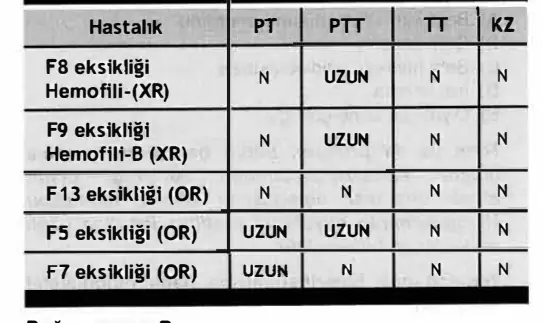 Hastalık PT PTT TT KZ
F8 eksikliği
Hemofili-(XR) N UZUN N N
F9 eksikliği
Hemofili-B (XR) N UZUN N N
F13 eksikliği (OR) N N N N
F5 eksikliği (OR) UZUN UZUN N N
F7 eksikliği (OR) UZUN N N N